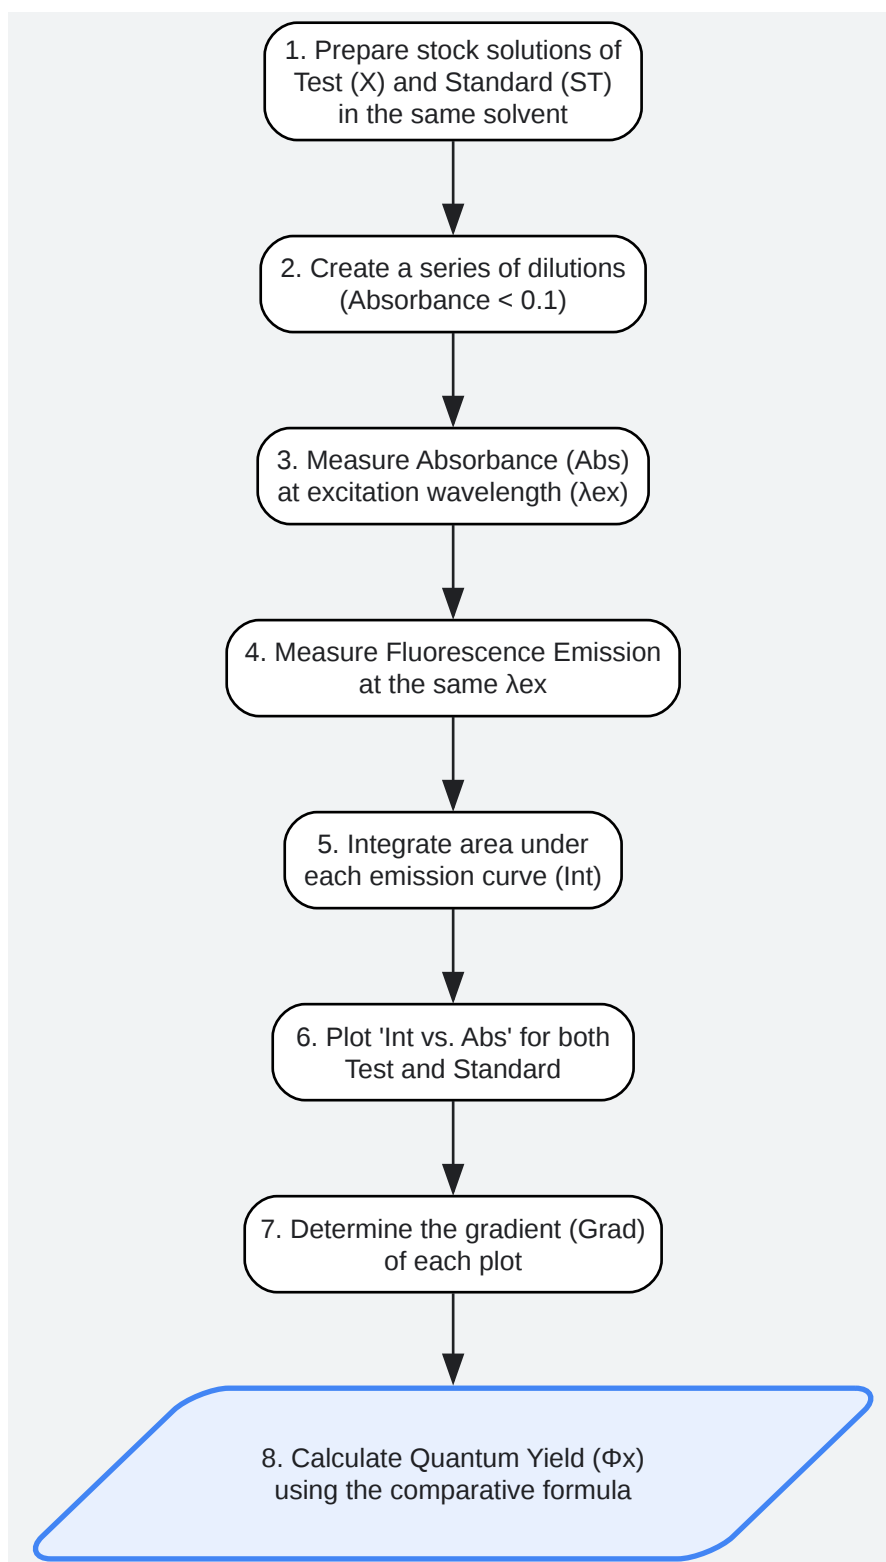 1. Prepare stock solutions of
Test (X) and Standard (ST)
in the same solvent
2. Create a series of dilutions
(Absorbance < 0.1)
3. Measure Absorbance (Abs)
at excitation wavelength (λex)
4. Measure Fluorescence Emission
at the same λex
5. Integrate area under
each emission curve (Int)
6. Plot 'Int vs. Abs' for both
Test and Standard
7. Determine the gradient (Grad)
of each plot
8. Calculate Quantum Yield (Φx)
using the comparative formula